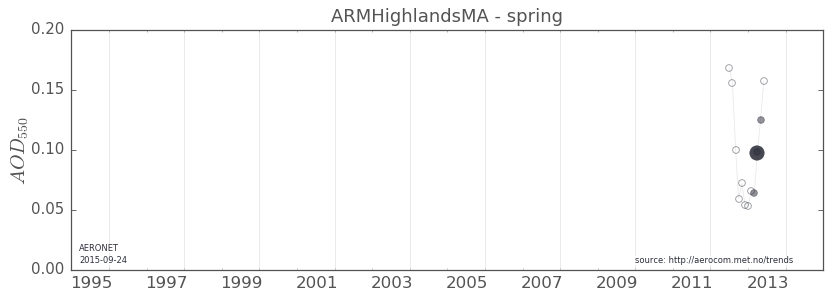 ARMHighlandsMA - spring
0.20
0.15
0.10
0.05
0.00
AOD550
AERONET
2015-09-24
source: http://aerocom.met.no/trends
1995 1997 1999 2001 2003 2005 2007 2009 2011 2013